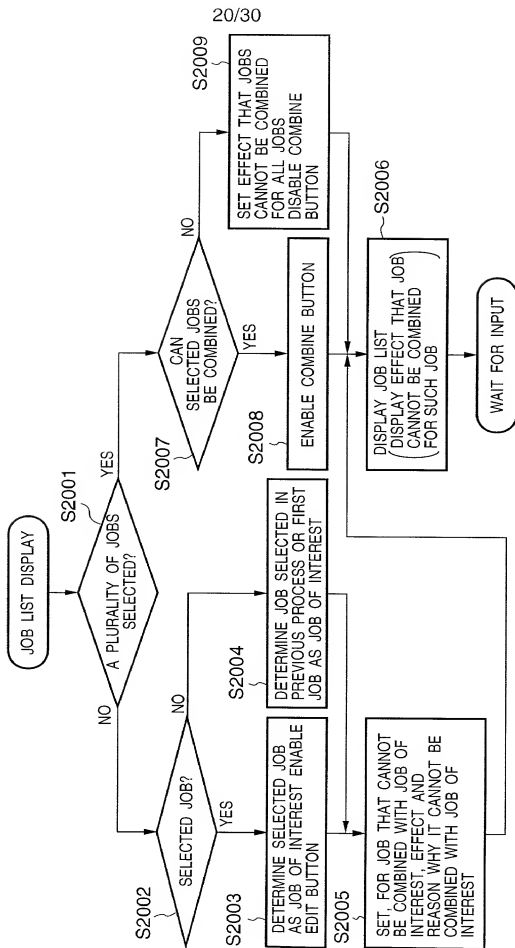 20/30
JOB LIST DISPLAY
S2001
A PLURALITY OF JOBS
SELECTED?
NO
YES
S2002
SELECTED JOB?
NO
YES
S2003
DETERMINE SELECTED JOB
AS JOB OF INTEREST ENABLE
EDIT BUTTON
S2004
DETERMINE JOB SELECTED IN
PREVIOUS PROCESS OR FIRST
JOB AS JOB OF INTEREST
S2005
SET, FOR JOB THAT CANNOT
BE COMBINED WITH JOB OF
INTEREST, EFFECT AND
REASON WHY IT CANNOT BE
COMBINED WITH JOB OF
INTEREST
S2007
CAN
SELECTED JOBS
BE COMBINED?
NO
YES
S2008
ENABLE COMBINE BUTTON
S2009
SET EFFECT THAT JOBS
CANNOT BE COMBINED
FOR ALL JOBS
DISABLE COMBINE
BUTTON
S2006
DISPLAY JOB LIST
(DISPLAY EFFECT THAT JOB
CANNOT BE COMBINED
FOR SUCH JOB)
WAIT FOR INPUT